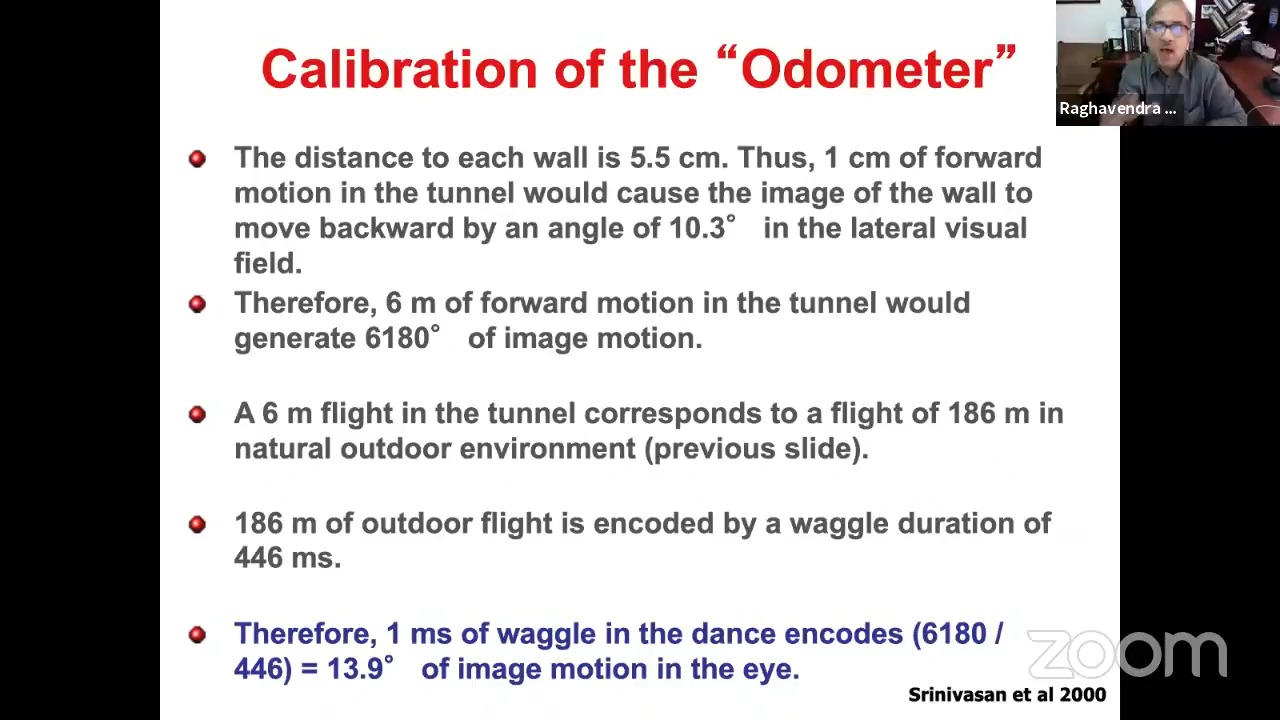 Calibration of the “Odometer”
Raghavendra ...
The distance to each wall is 5.5 cm. Thus, 1 cm of forward
motion in the tunnel would cause the image of the wall to
move backward by an angle of 10.3° in the lateral visual
field.
Therefore, 6 m of forward motion in the tunnel would
generate 6180° of image motion.
A 6 m flight in the tunnel corresponds to a flight of 186 m in
natural outdoor environment (previous slide).
186 m of outdoor flight is encoded by a waggle duration of
446 ms.
Therefore, 1 ms of waggle in the dance encodes (6180 /
446) = 13.9° of image motion in the eye.
zoom
Srinivasan et al 2000